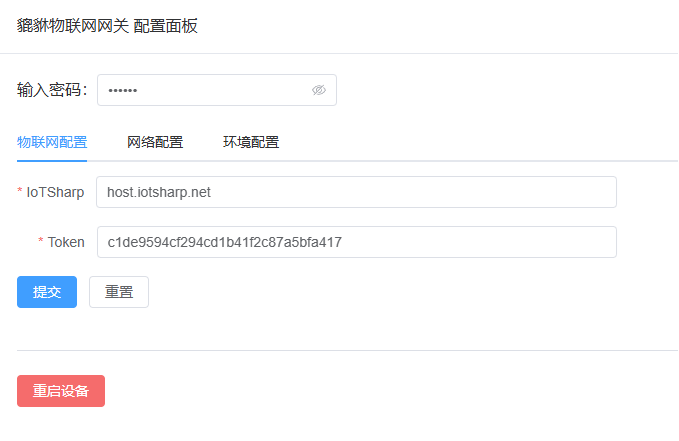 貔貅物联网网关 配置面板
输入密码: ••••••
物联网配置 网络配置 环境配置
* IoTSharp host.iotsharp.net
* Token c1de9594cf294cd1b41f2c87a5bfa417
提交 重置
重启设备